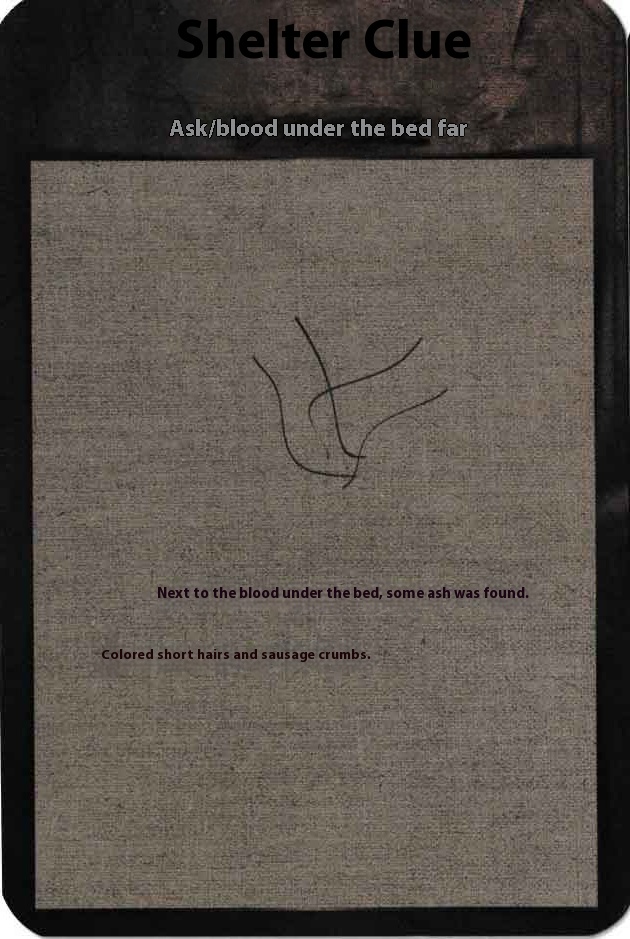 Shelter Clue
Ask/blood under the bed far
Next to the blood under the bed, some ash was found.
Colored short hairs and sausage crumbs.